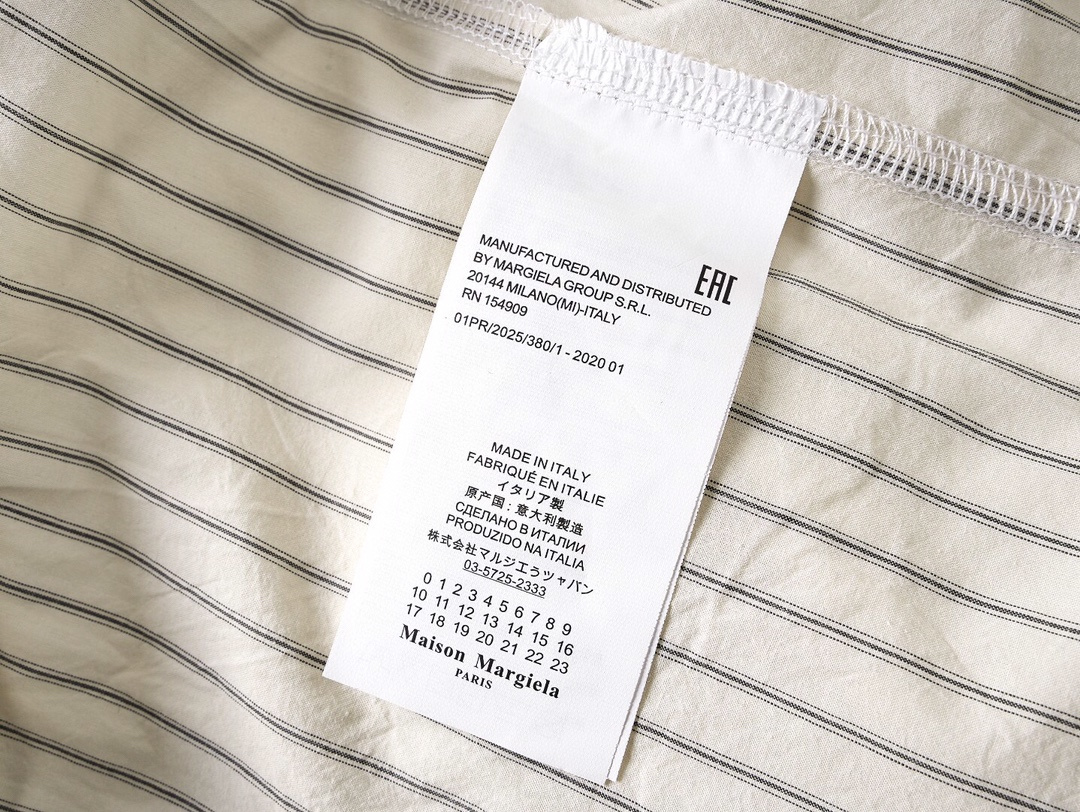 MANUFACTURED AND DISTRIBUTED
BY MARGIELA GROUP S.R.L.
20144 MILANO(MI)-ITALY
RN 154909
EAC
01PR/2025/380/1 - 2020 01
MADE IN ITALY
FABRIQUÉ EN ITALIE
イタリア製
原产国 : 意大利製造
СДЕПАНО В ИТАПИИ
PRODUZIDO NA ITALIA
株式会社マルジエラツャパン
03-5725-2333
0 1 2 3 4 5 6 7 8 9
10 11 12 13 14 15 16
17 18 19 20 21 22 23
Maison Margiela
PARIS